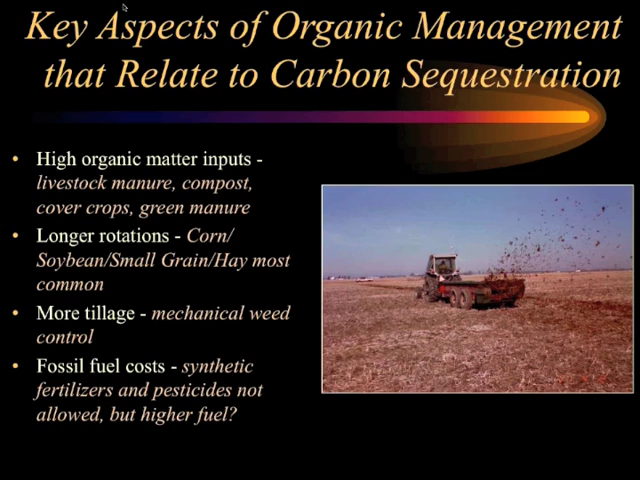 Key Aspects of Organic Management
that Relate to Carbon Sequestration
• High organic matter inputs -
livestock manure, compost,
cover crops, green manure
• Longer rotations - Corn/
Soybean/Small Grain/Hay most
common
• More tillage - mechanical weed
control
• Fossil fuel costs - synthetic
fertilizers and pesticides not
allowed, but higher fuel?